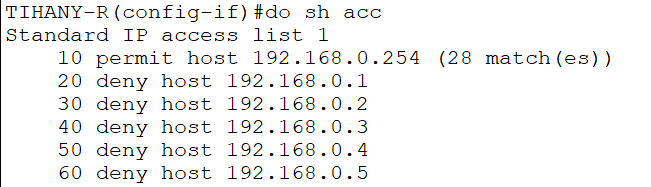 TIHANY-R(config-if)#do sh acc
Standard IP access list 1
    10 permit host 192.168.0.254 (28 match(es))
    20 deny host 192.168.0.1
    30 deny host 192.168.0.2
    40 deny host 192.168.0.3
    50 deny host 192.168.0.4
    60 deny host 192.168.0.5